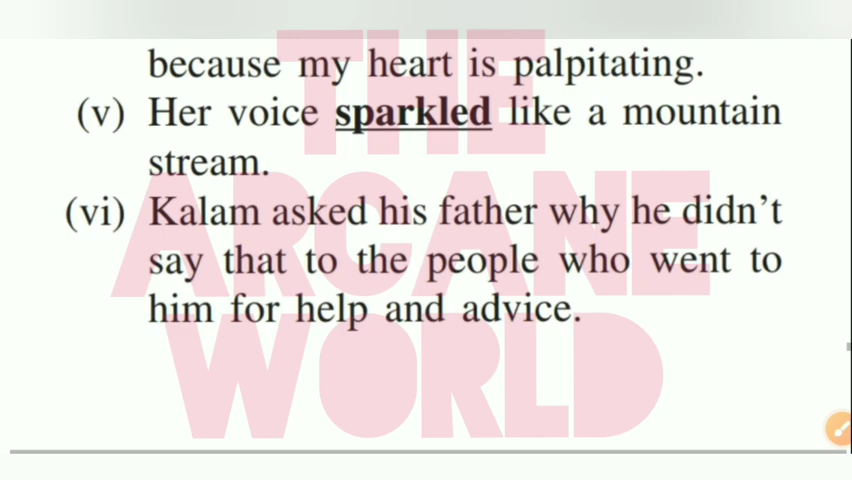 because my heart is palpitating.
(v) Her voice sparkled like a mountain
stream.
(vi) Kalam asked his father why he didn't
say that to the people who went to
him for help and advice.
THE
ARCANE
WORLD